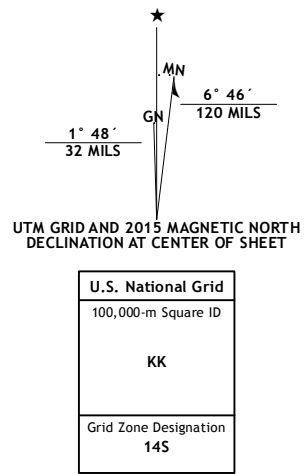 ★
MN
GN
6° 46´
120 MILS
1° 48´
32 MILS
UTM GRID AND 2015 MAGNETIC NORTH
DECLINATION AT CENTER OF SHEET
U.S. National Grid
100,000-m Square ID
KK
Grid Zone Designation
14S